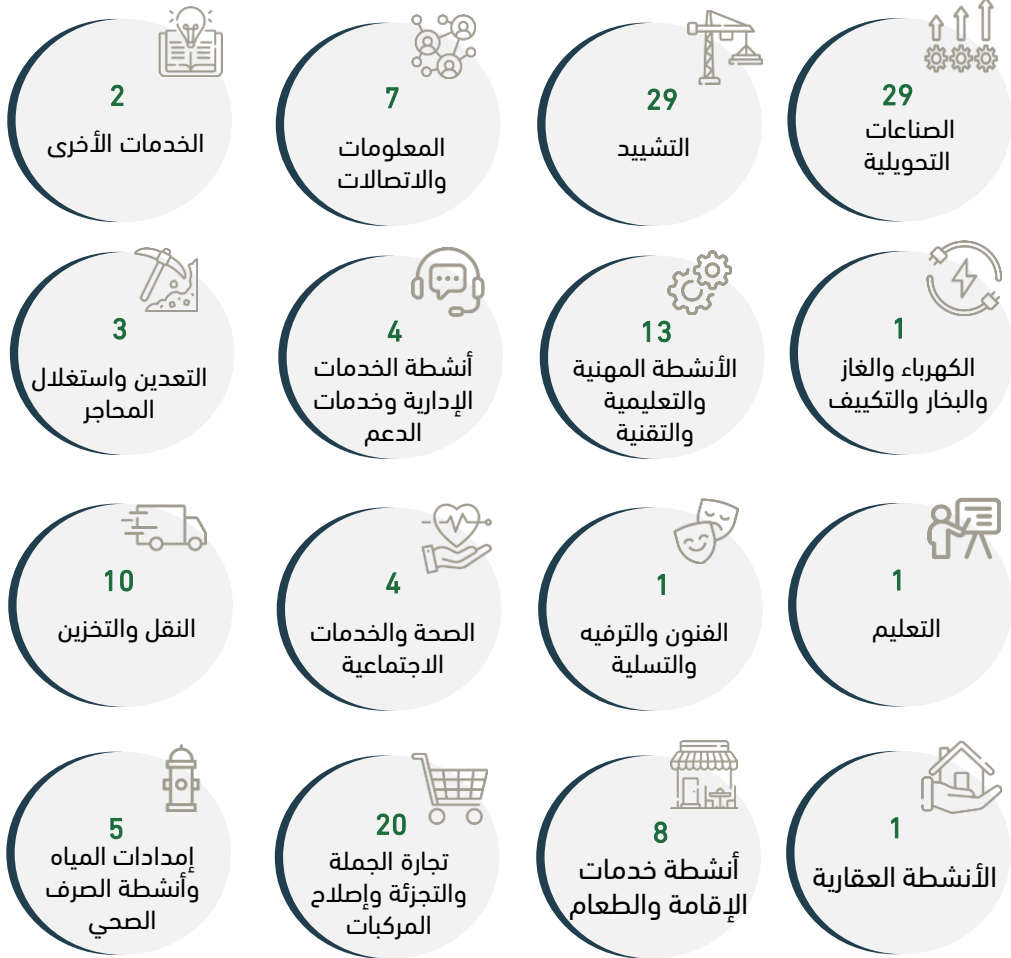 29
الصناعات
التحويلية
29
التشييد
7
المعلومات
والاتصالات
2
الخدمات الأخرى
1
الكهرباء والغاز
والبخار والتكييف
13
الأنشطة المهنية
والتعليمية
والتقنية
4
أنشطة الخدمات
الإدارية وخدمات
الدعم
3
التعدين واستغلال
المحاجر
1
التعليم
1
الفنون والترفيه
والتسلية
4
الصحة والخدمات
الاجتماعية
10
النقل والتخزين
1
الأنشطة العقارية
8
أنشطة خدمات
الإقامة والطعام
20
تجارة الجملة
والتجزئة وإصلاح
المركبات
5
إمدادات المياه
وأنشطة الصرف
الصحي